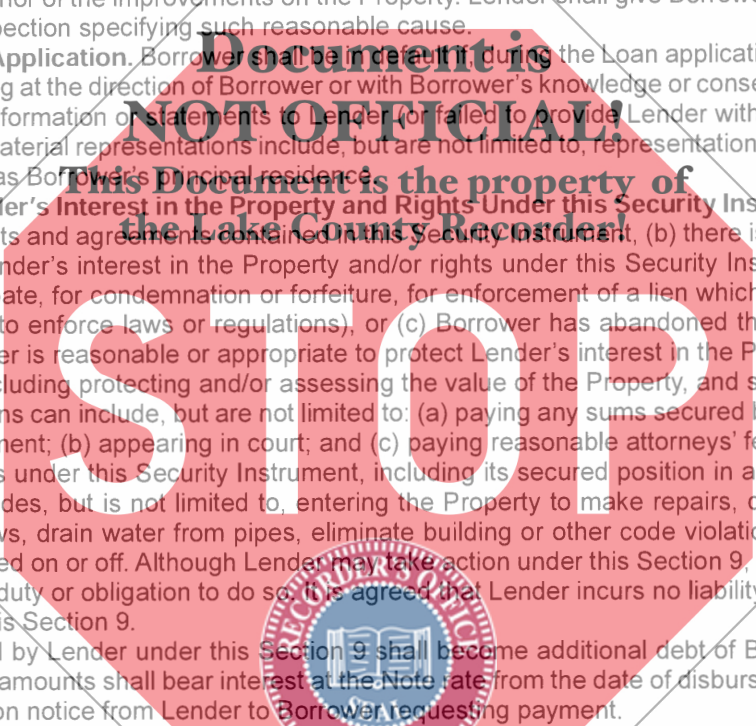 nor of the improvements on the Property. Lender shall give Borrow
pection specifying such reasonable cause.
Application. Borrower shall be in default if, during the Loan applicati
Document is
g at the direction of Borrower or with Borrower's knowledge or conse
formation or statements to Lender (or failed to provide Lender with
NOT OFFICIAL!
aterial representations include, but are not limited to, representation
as Borrower's principal residence.
This Document is the property of
er's Interest in the Property and Rights Under this Security Ins
the Lake County Recorder!
ts and agreements contained in this Security Instrument, (b) there i
nder's interest in the Property and/or rights under this Security Ins
ate, for condemnation or forfeiture, for enforcement of a lien which
to enforce laws or regulations), or (c) Borrower has abandoned th
er is reasonable or appropriate to protect Lender's interest in the P
cluding protecting and/or assessing the value of the Property, and s
STOP
ns can include, but are not limited to: (a) paying any sums secured
ment; (b) appearing in court; and (c) paying reasonable attorneys' fe
s under this Security Instrument, including its secured position in a
des, but is not limited to, entering the Property to make repairs, c
ws, drain water from pipes, eliminate building or other code violatio
ed on or off. Although Lender may take action under this Section 9,
duty or obligation to do so. It is agreed that Lender incurs no liability
is Section 9.
RECORDER'S OFFICE
d by Lender under this Section 9 shall become additional debt of B
amounts shall bear interest at the Note rate from the date of disburs
on notice from Lender to Borrower requesting payment.
SEAL